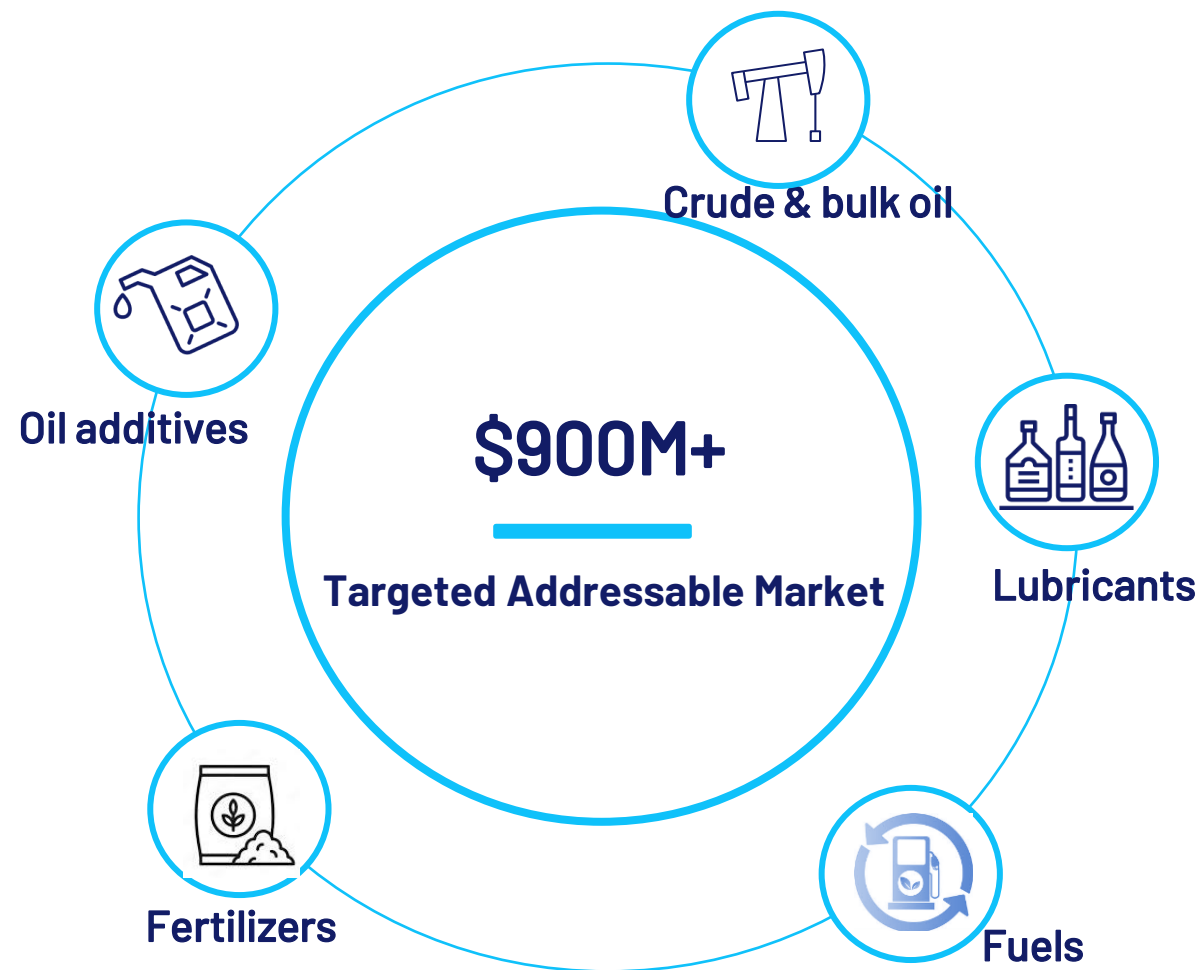 Crude & bulk oil
Oil additives
$900M+
Targeted Addressable Market
Lubricants
Fertilizers
Fuels